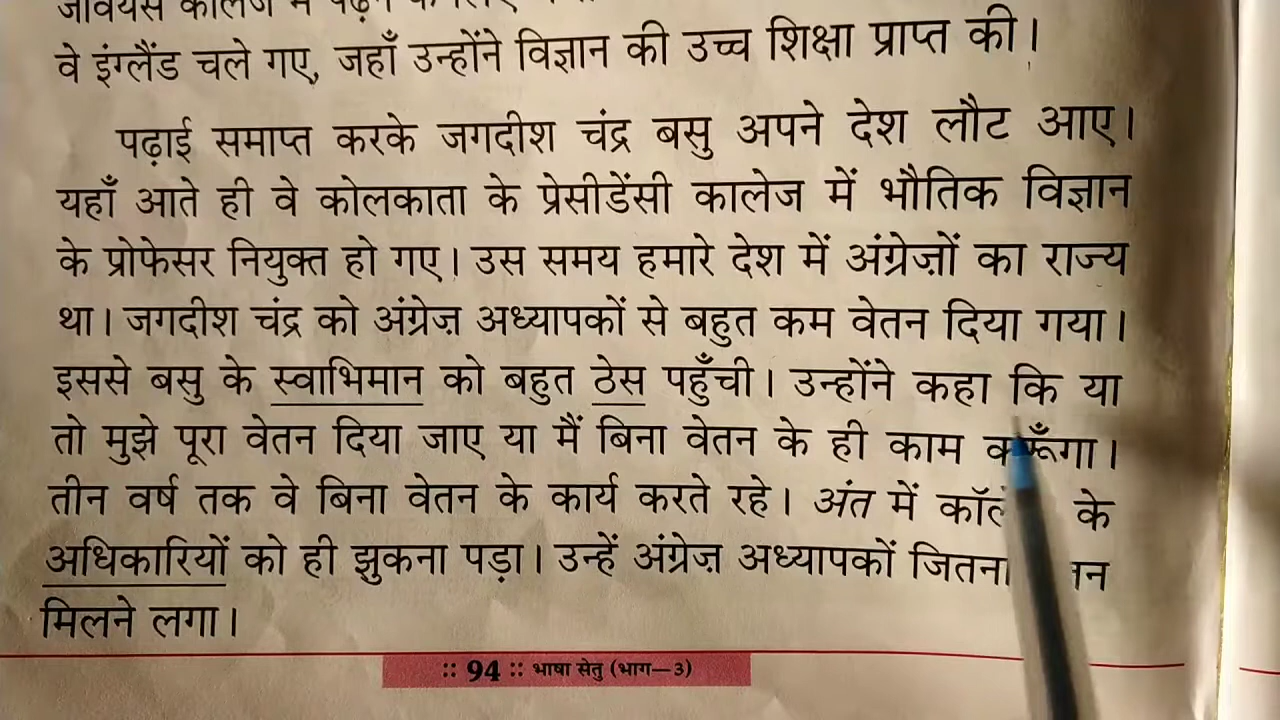 कालेज में पढ़ने के लिए
वे इंग्लैंड चले गए, जहाँ उन्होंने विज्ञान की उच्च शिक्षा प्राप्त की।
पढ़ाई समाप्त करके जगदीश चंद्र बसु अपने देश लौट आए।
यहाँ आते ही वे कोलकाता के प्रेसीडेंसी कालेज में भौतिक विज्ञान
के प्रोफेसर नियुक्त हो गए। उस समय हमारे देश में अंग्रेज़ों का राज्य
था। जगदीश चंद्र को अंग्रेज़ अध्यापकों से बहुत कम वेतन दिया गया।
इससे बसु के स्वाभिमान को बहुत ठेस पहुँची। उन्होंने कहा कि या
तो मुझे पूरा वेतन दिया जाए या मैं बिना वेतन के ही काम करूँगा।
तीन वर्ष तक वे बिना वेतन के कार्य करते रहे। अंत में के
अधिकारियों को ही झुकना पड़ा। उन्हें अंग्रेज़ अध्यापकों जितना
मिलने लगा।
:: 94 :: भाषा सेतु (भाग—3)